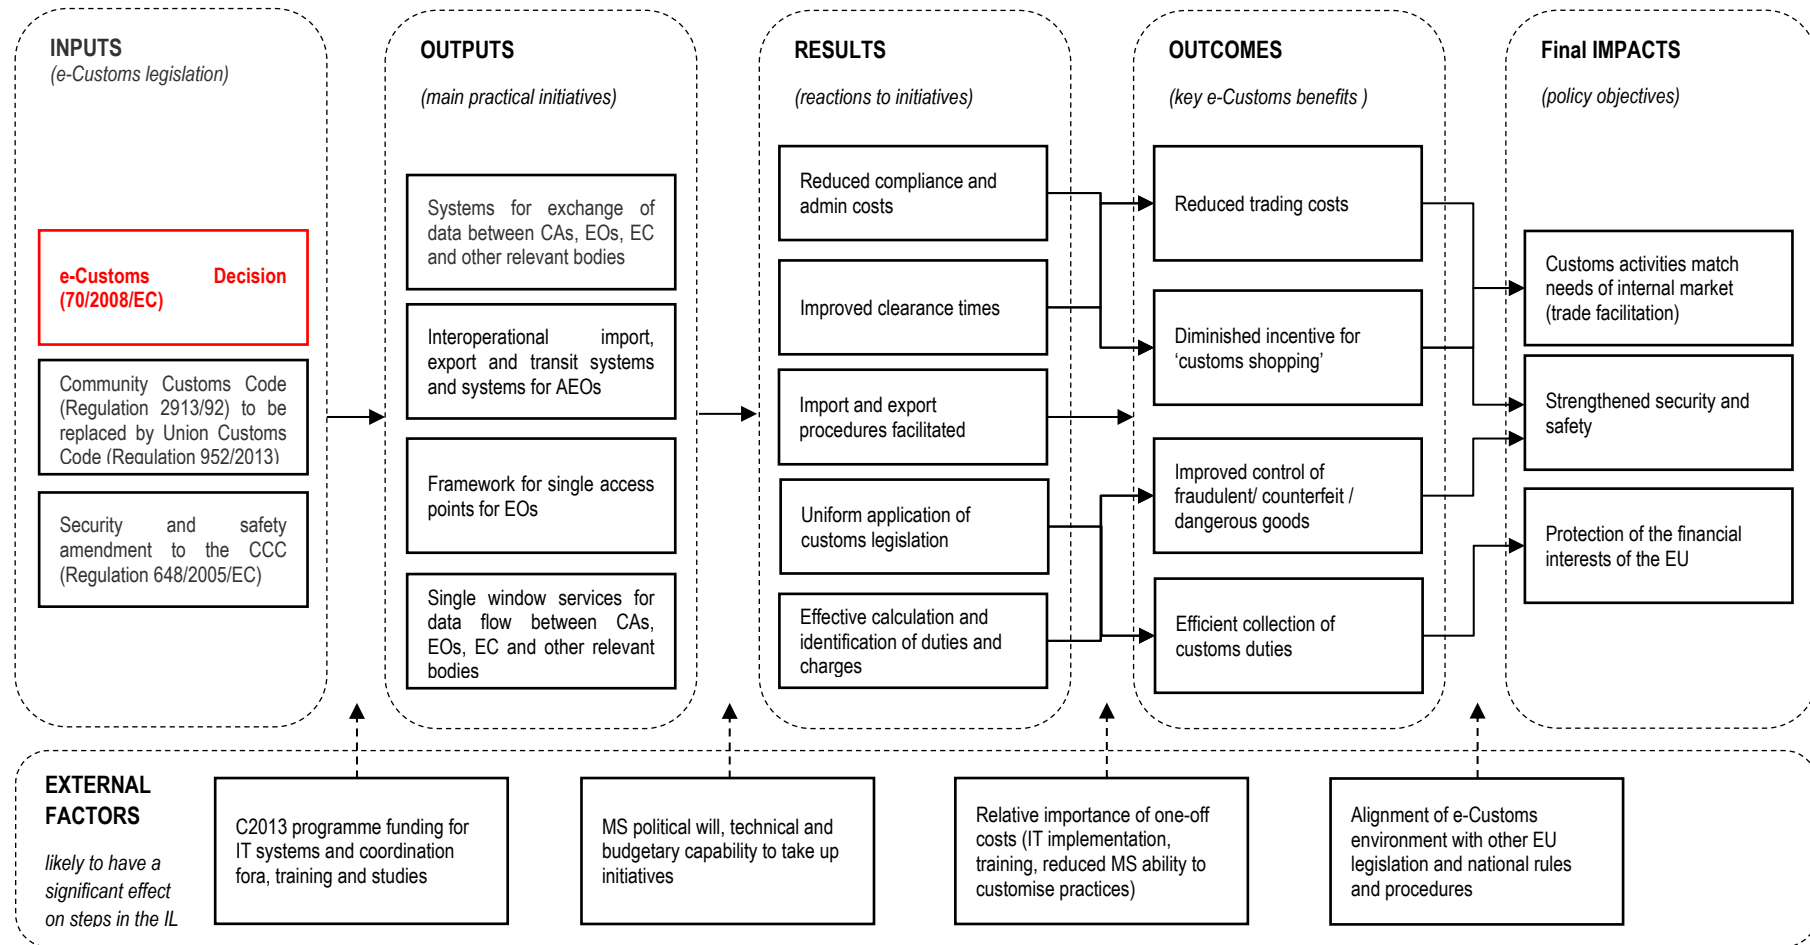 INPUTS
(e-Customs legislation)
e-Customs Decision
(70/2008/EC)
Community Customs Code
(Regulation 2913/92) to be
replaced by Union Customs
Code (Regulation 952/2013)
Security and safety
amendment to the CCC
(Regulation 648/2005/EC)
OUTPUTS
(main practical initiatives)
Systems for exchange of
data between CAs, EOs, EC
and other relevant bodies
Interoperational import,
export and transit systems
and systems for AEOs
Framework for single access
points for EOs
Single window services for
data flow between CAs,
EOs, EC and other relevant
bodies
RESULTS
(reactions to initiatives)
Reduced compliance and
admin costs
Improved clearance times
Import and export
procedures facilitated
Uniform application of
customs legislation
Effective calculation and
identification of duties and
charges
OUTCOMES
(key e-Customs benefits )
Reduced trading costs
Diminished incentive for
‘customs shopping’
Improved control of
fraudulent/ counterfeit /
dangerous goods
Efficient collection of
customs duties
Final IMPACTS
(policy objectives)
Customs activities match
needs of internal market
(trade facilitation)
Strengthened security and
safety
Protection of the financial
interests of the EU
EXTERNAL
FACTORS
likely to have a
significant effect
on steps in the IL
C2013 programme funding for
IT systems and coordination
fora, training and studies
MS political will, technical and
budgetary capability to take up
initiatives
Relative importance of one-off
costs (IT implementation,
training, reduced MS ability to
customise practices)
Alignment of e-Customs
environment with other EU
legislation and national rules
and procedures